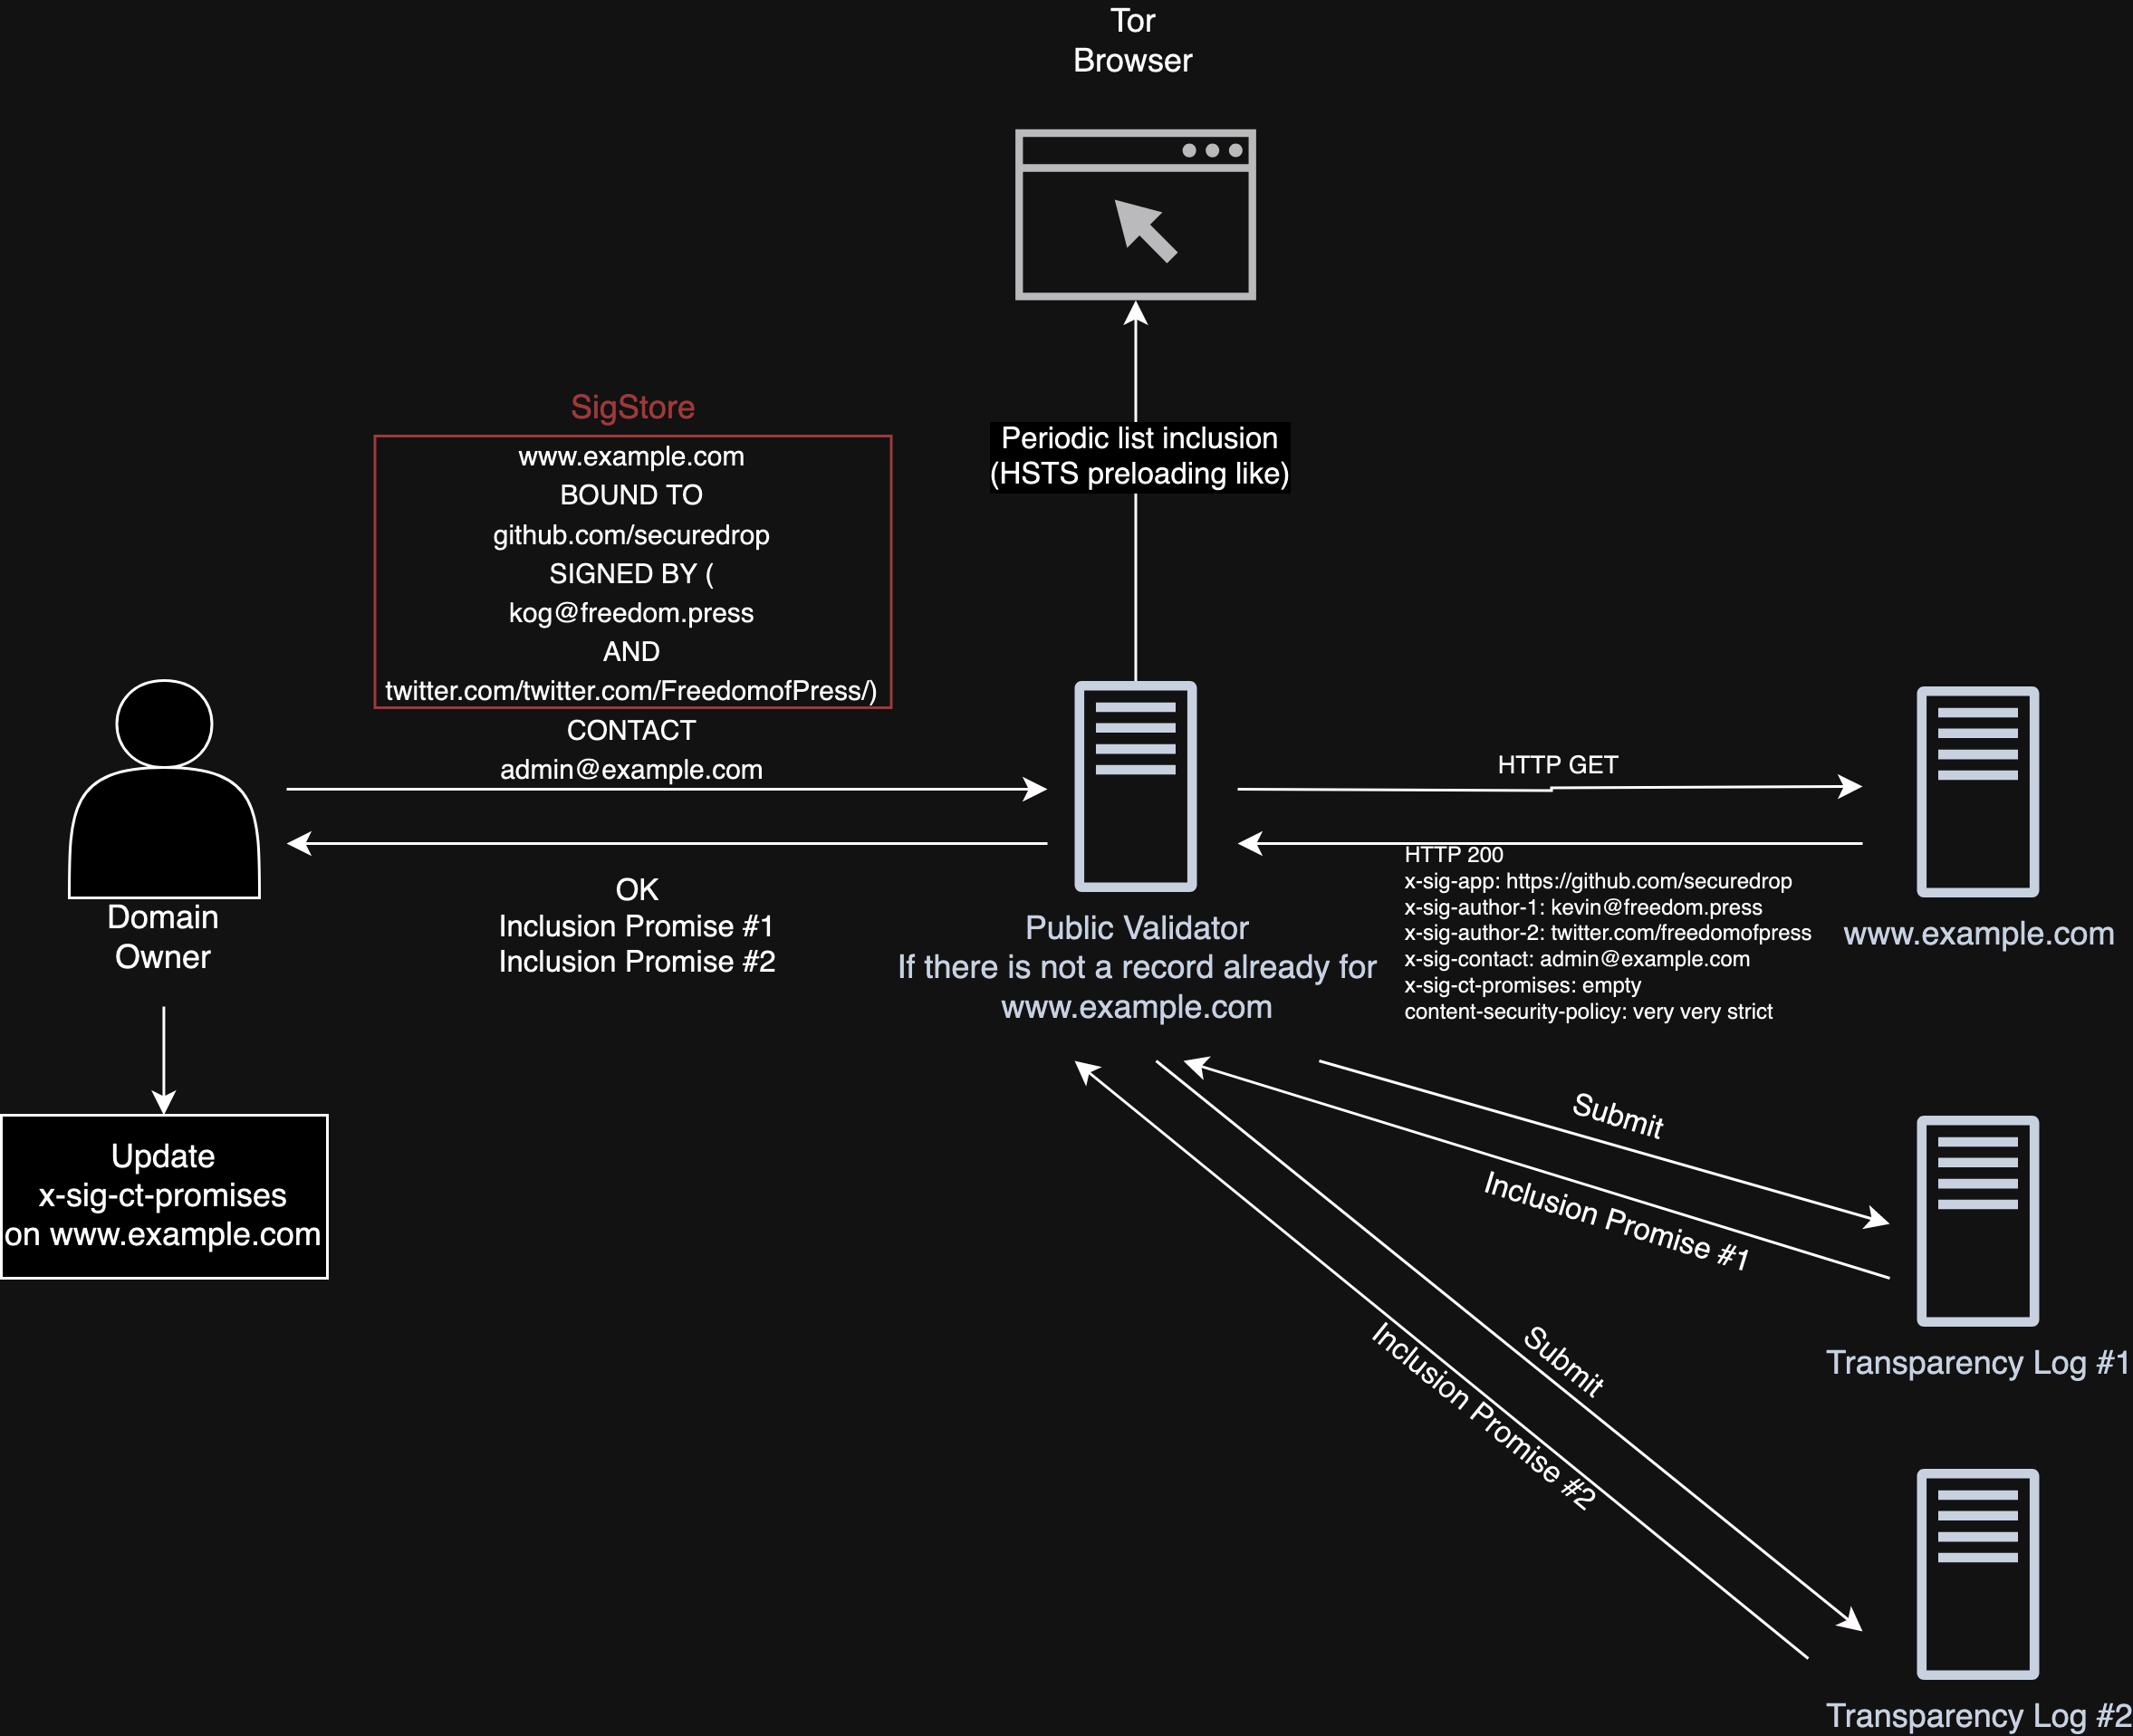 Tor
Browser
SigStore
www.example.com
BOUND TO
github.com/securedrop
SIGNED BY (
kog@freedom.press
AND
twitter.com/twitter.com/FreedomofPress/)
CONTACT
admin@example.com
Periodic list inclusion
(HSTS preloading like)
HTTP GET
HTTP 200
x-sig-app: https://github.com/securedrop
x-sig-author-1: kevin@freedom.press
x-sig-author-2: twitter.com/freedomofpress
x-sig-contact: admin@example.com
x-sig-ct-promises: empty
content-security-policy: very very strict
www.example.com
Domain
Owner
OK
Inclusion Promise #1
Inclusion Promise #2
Public Validator
If there is not a record already for
www.example.com
Update
x-sig-ct-promises
on www.example.com
Submit
Inclusion Promise #1
Transparency Log #1
Submit
Inclusion Promise #2
Transparency Log #2